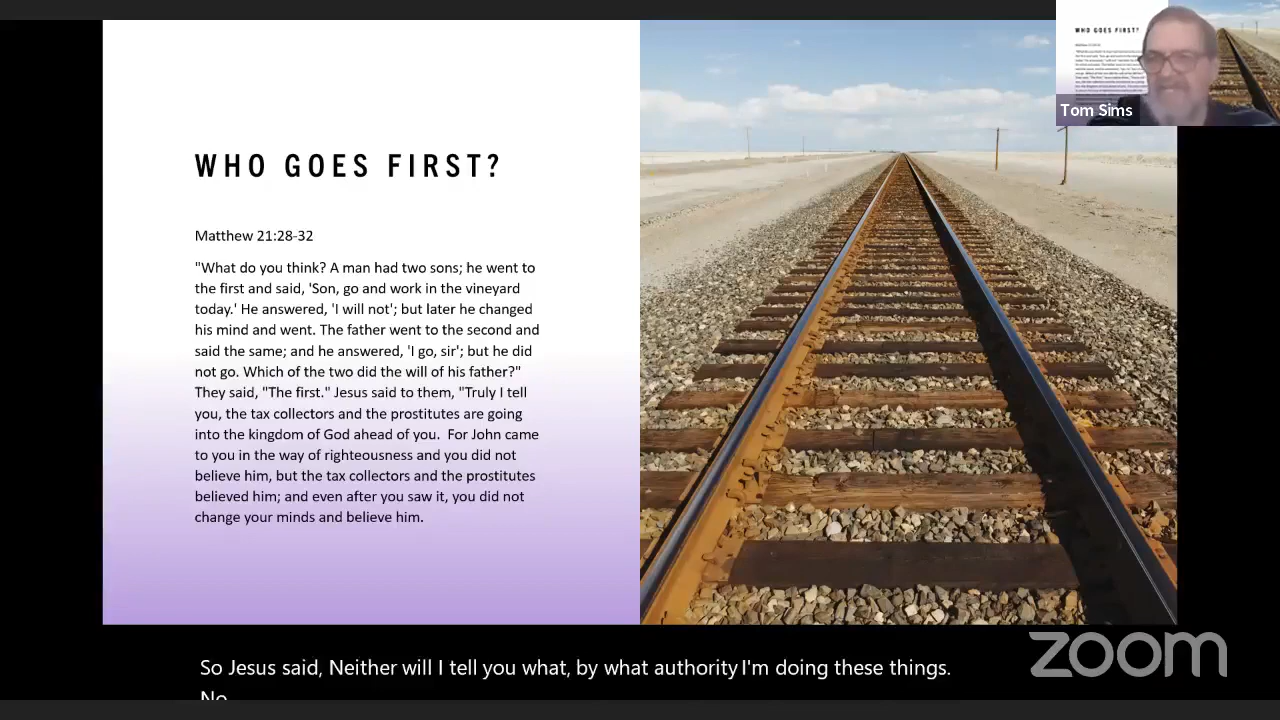 WHO GOES FIRST?
Matthew 21:28-32
"What do you think? A man had two sons; he went to
the first and said, 'Son, go and work in the vineyard
today.' He answered, 'I will not'; but later he changed
his mind and went. The father went to the second and
said the same; and he answered, 'I go, sir'; but he did
not go. Which of the two did the will of his father?"
They said, "The first." Jesus said to them, "Truly I tell
you, the tax collectors and the prostitutes are going
into the kingdom of God ahead of you.  For John came
to you in the way of righteousness and you did not
believe him, but the tax collectors and the prostitutes
believed him; and even after you saw it, you did not
change your minds and believe him.
WHO GOES FIRST?
Tom Sims
So Jesus said, Neither will I tell you what, by what authority I'm doing these things.
No
zoom